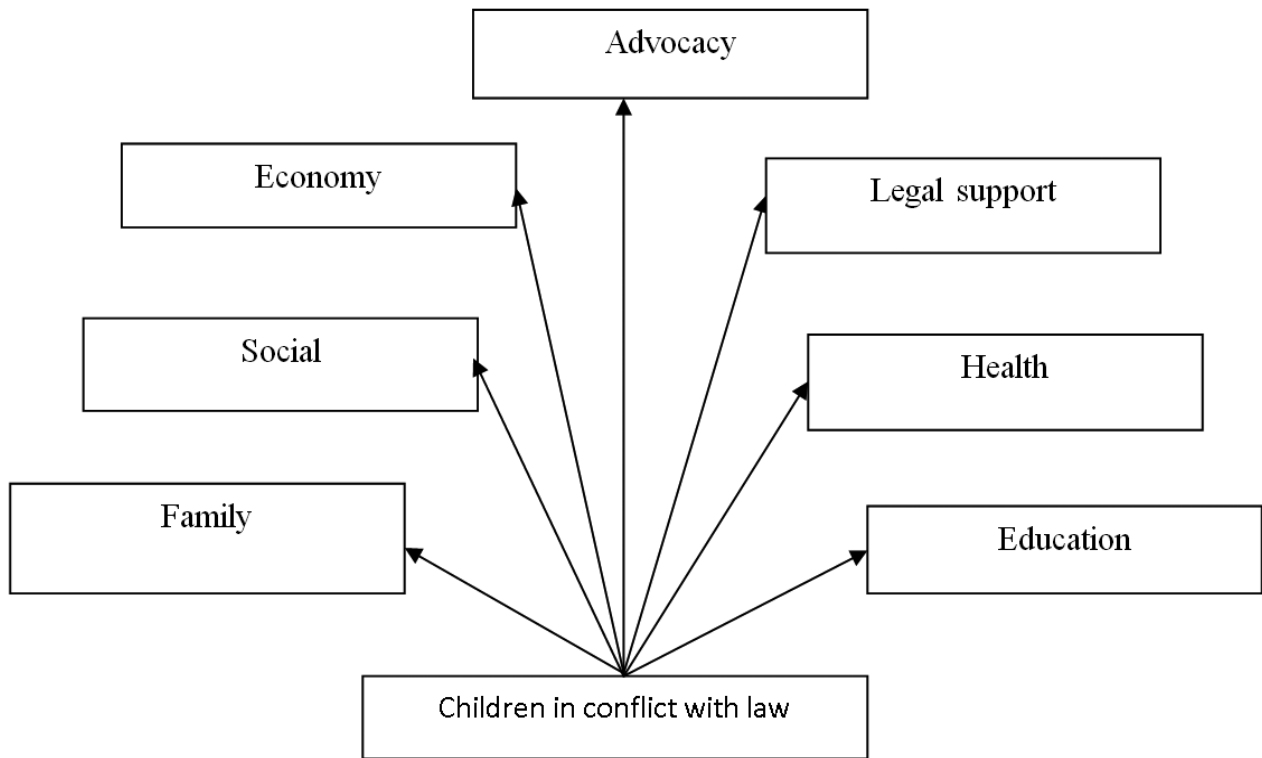 Advocacy
Economy
Legal support
Social
Health
Family
Education
Children in conflict with law